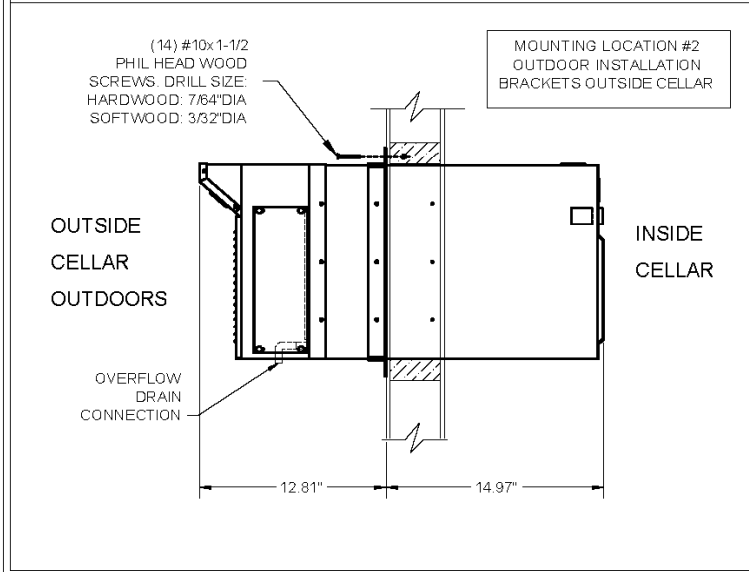 (14) #10x1-1/2
PHIL HEAD WOOD
SCREWS. DRILL SIZE:
HARDWOOD: 7/64"DIA
SOFTWOOD: 3/32"DIA
MOUNTING LOCATION #2
OUTDOOR INSTALLATION
BRACKETS OUTSIDE CELLAR
OUTSIDE
CELLAR
OUTDOORS
INSIDE
CELLAR
OVERFLOW
DRAIN
CONNECTION
12.81"
14.97"